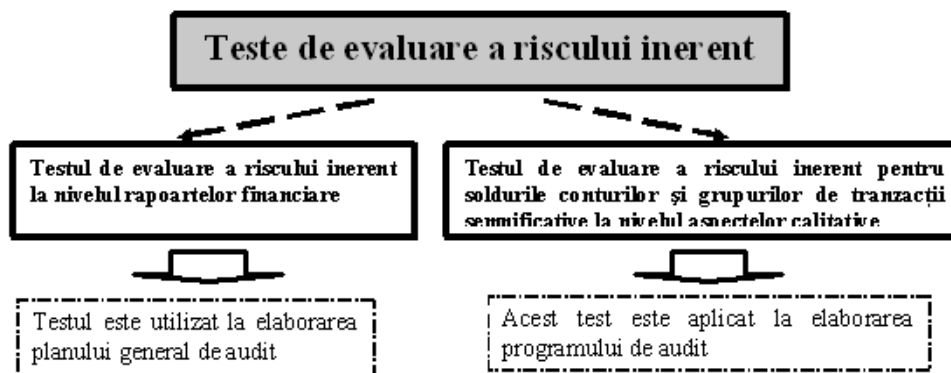 Teste de evaluare a riscului inerent
Testul de evaluare a riscului inerent
la nivelul rapoartelor financiare
Testul de evaluare a riscului inerent pentru
soldurile conturilor și grupurilor de tranzacții
semnificative la nivelul aspectelor calitative
Testul este utilizat la elaborarea
planului general de audit
Acest test este aplicat la elaborarea
programului de audit